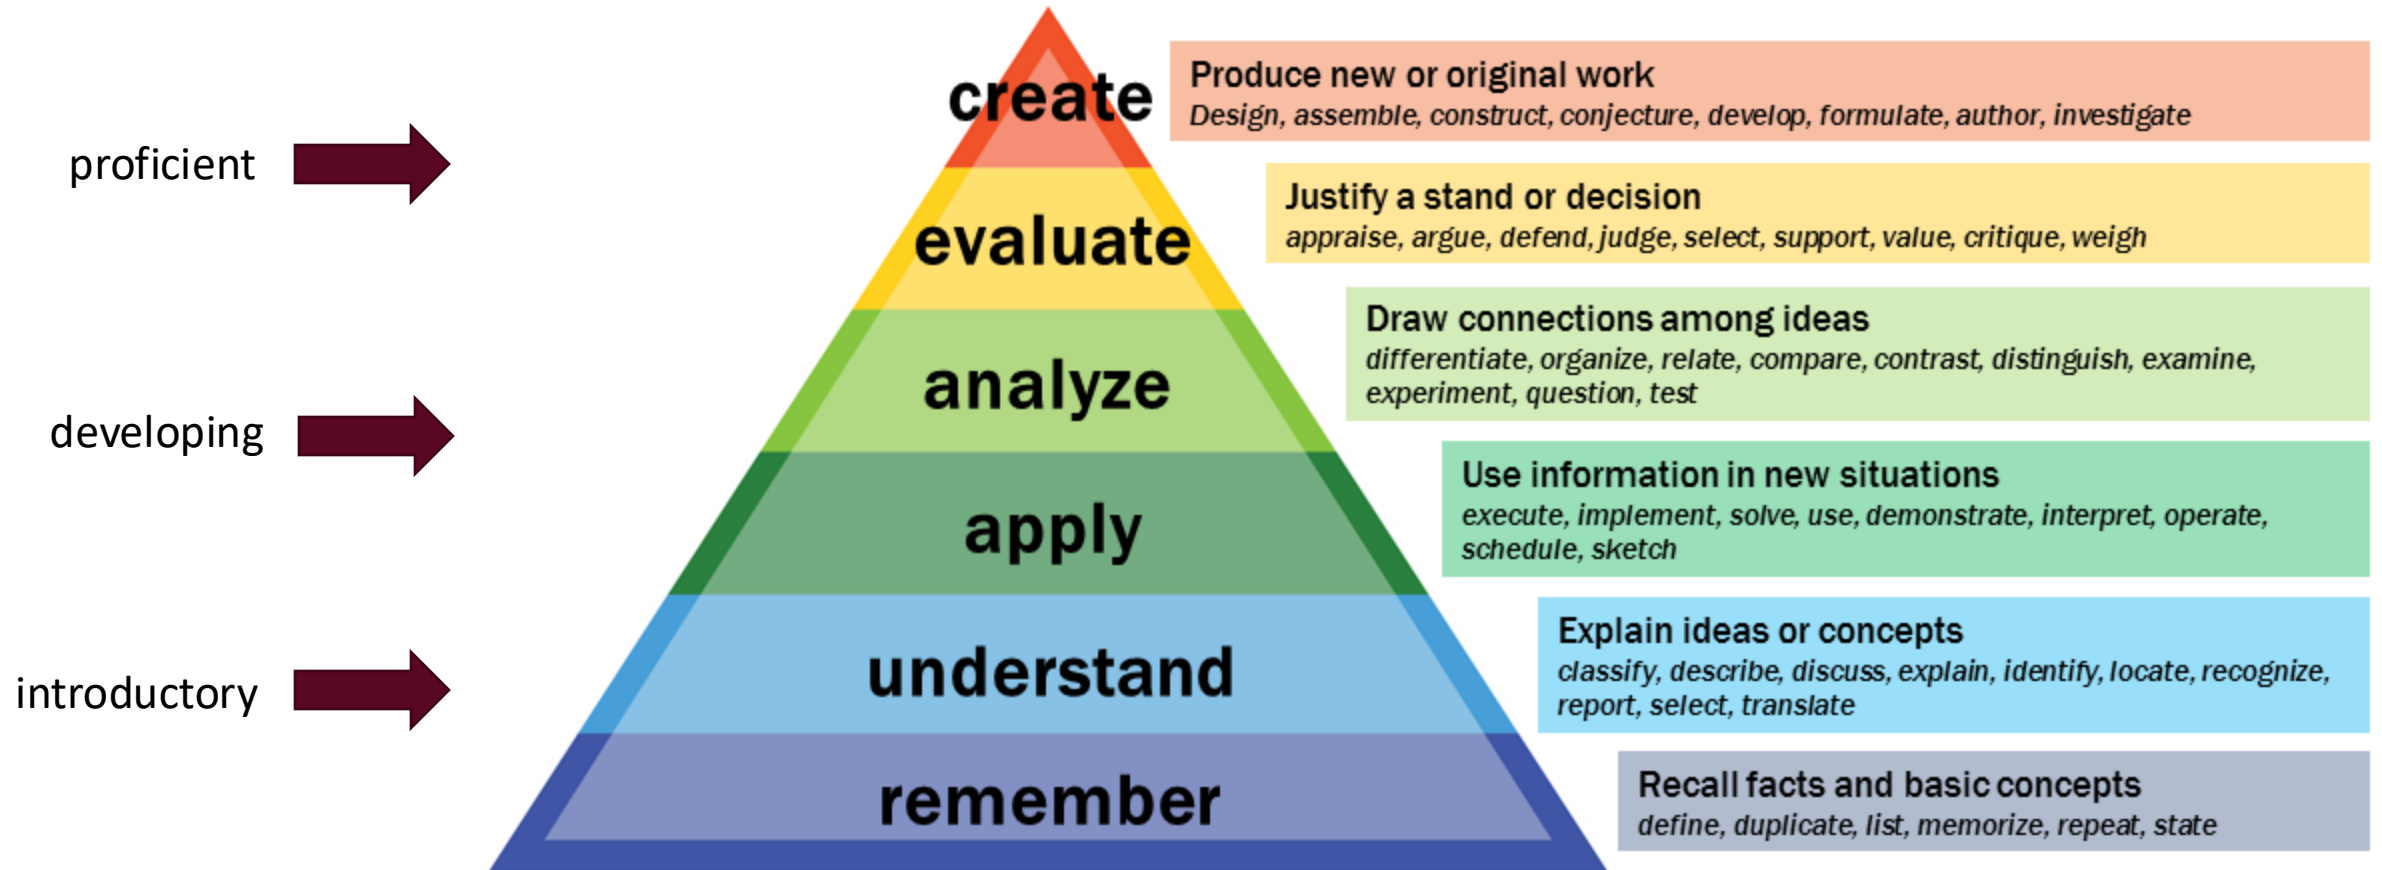 create
Produce new or original work
Design, assemble, construct, conjecture, develop, formulate, author, investigate
proficient
evaluate
Justify a stand or decision
appraise, argue, defend, judge, select, support, value, critique, weigh
analyze
Draw connections among ideas
differentiate, organize, relate, compare, contrast, distinguish, examine,
experiment, question, test
developing
apply
Use information in new situations
execute, implement, solve, use, demonstrate, interpret, operate,
schedule, sketch
understand
Explain ideas or concepts
classify, describe, discuss, explain, identify, locate, recognize,
report, select, translate
introductory
remember
Recall facts and basic concepts
define, duplicate, list, memorize, repeat, state